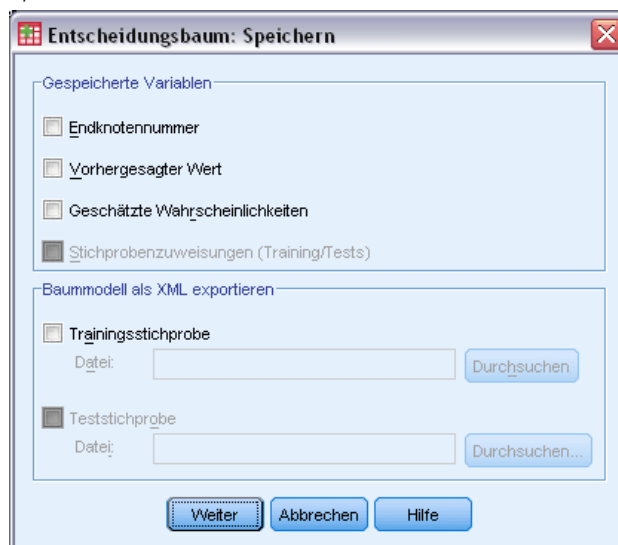 Entscheidungsbaum: Speichern
Gespeicherte Variablen
Endknotennummer
Vorhergesagter Wert
Geschätzte Wahrscheinlichkeiten
Stichprobenzuweisungen (Training/Tests)
Baummodell als XML exportieren
Trainingsstichprobe
Datei: Durchsuchen
Teststichprobe
Datei: Durchsuchen...
Weiter Abbrechen Hilfe